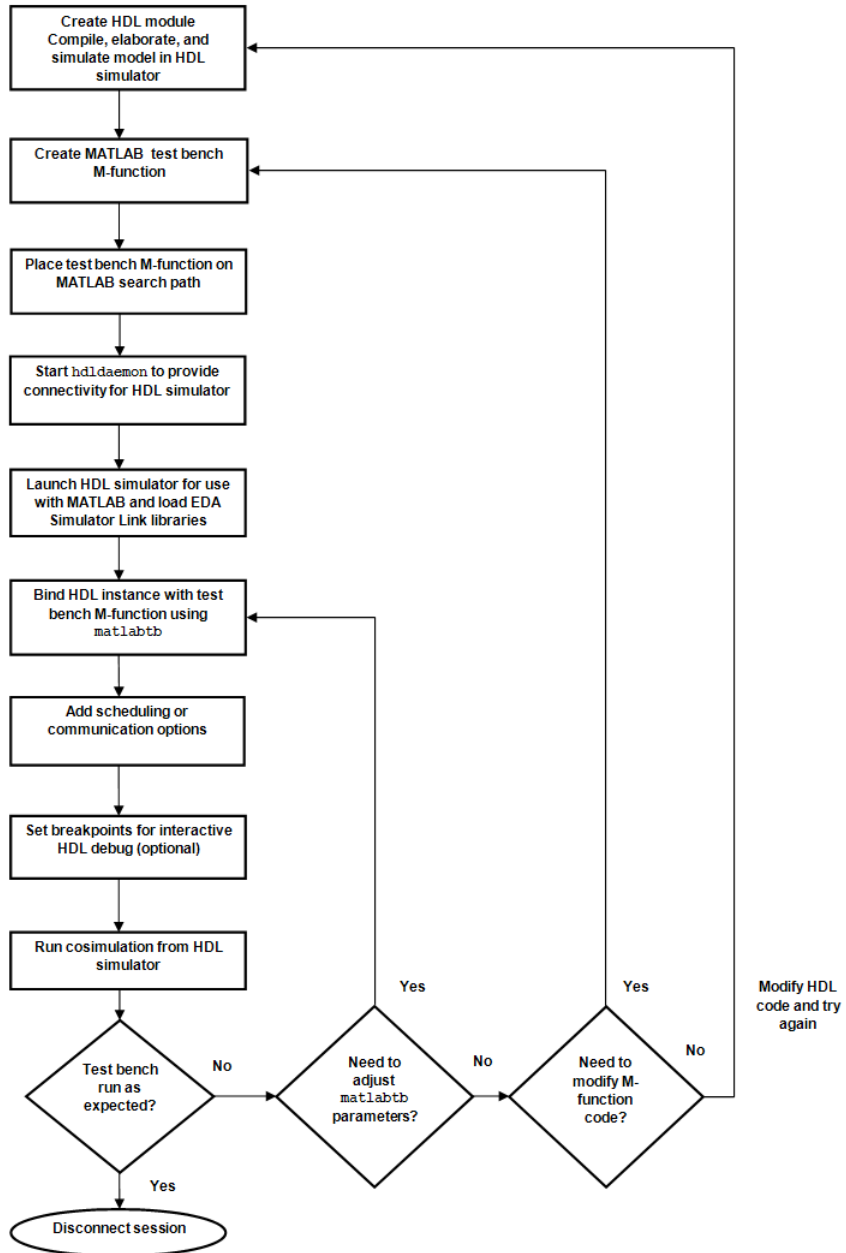 Create HDL module
Compile, elaborate, and
simulate model in HDL
simulator
Create MATLAB test bench
M-function
Place test bench M-function on
MATLAB search path
Start hdldaemon to provide
connectivity for HDL simulator
Launch HDL simulator for use
with MATLAB and load EDA
Simulator Link libraries
Bind HDL instance with test
bench M-function using
matlabtb
Add scheduling or
communication options
Set breakpoints for interactive
HDL debug (optional)
Run cosimulation from HDL
simulator
Test bench
run as
expected?
No
Yes
Need to
adjust
matlabtb
parameters?
Yes
No
Need to
modify M-
function
code?
Yes
No
Modify HDL
code and try
again
Disconnect session